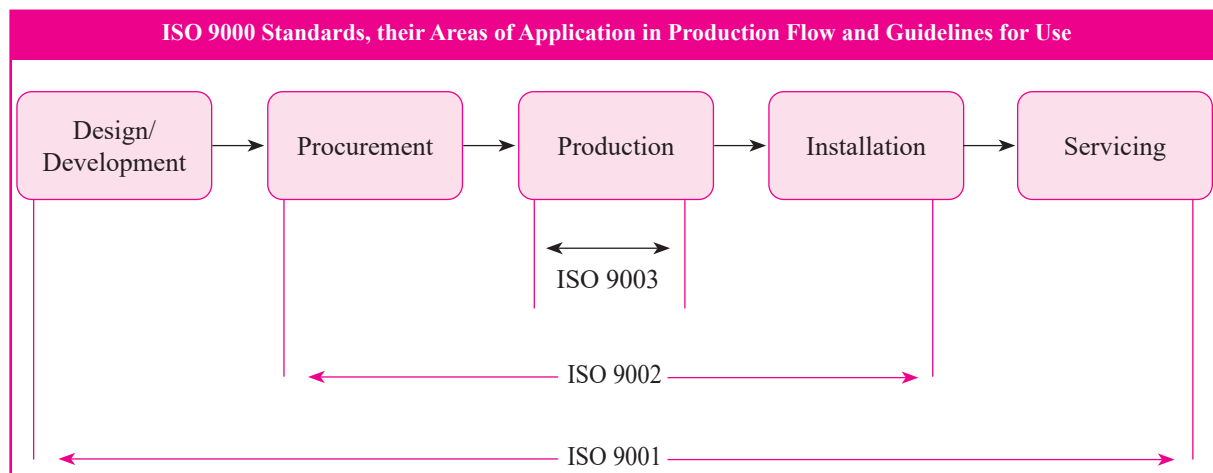 ISO 9000 Standards, their Areas of Application in Production Flow and Guidelines for Use
Design/
Development
Procurement
Production
Installation
Servicing
ISO 9003
ISO 9002
ISO 9001